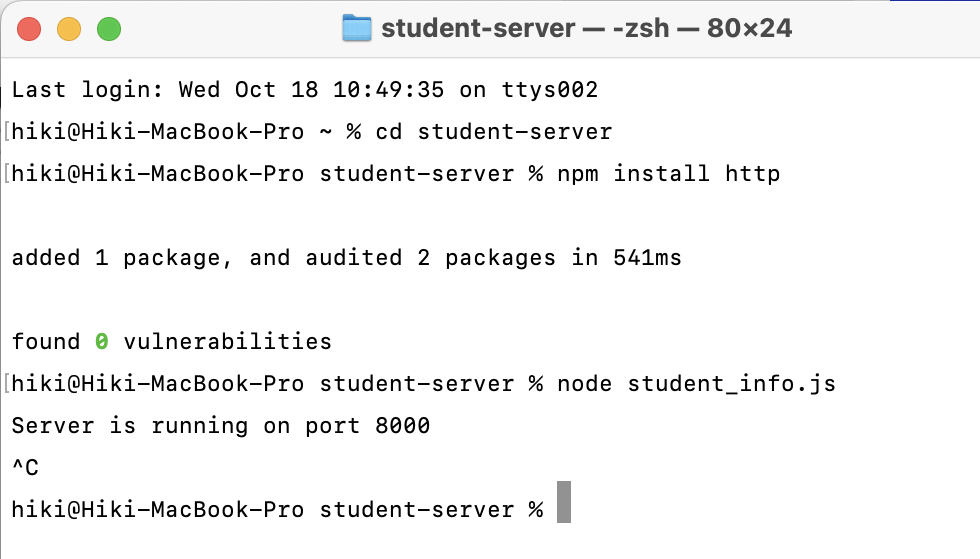 student-server — -zsh — 80×24
Last login: Wed Oct 18 10:49:35 on ttys002
[hiki@Hiki-MacBook-Pro ~ % cd student-server
[hiki@Hiki-MacBook-Pro student-server % npm install http
added 1 package, and audited 2 packages in 541ms
found 0 vulnerabilities
[hiki@Hiki-MacBook-Pro student-server % node student_info.js
Server is running on port 8000
^C
hiki@Hiki-MacBook-Pro student-server %